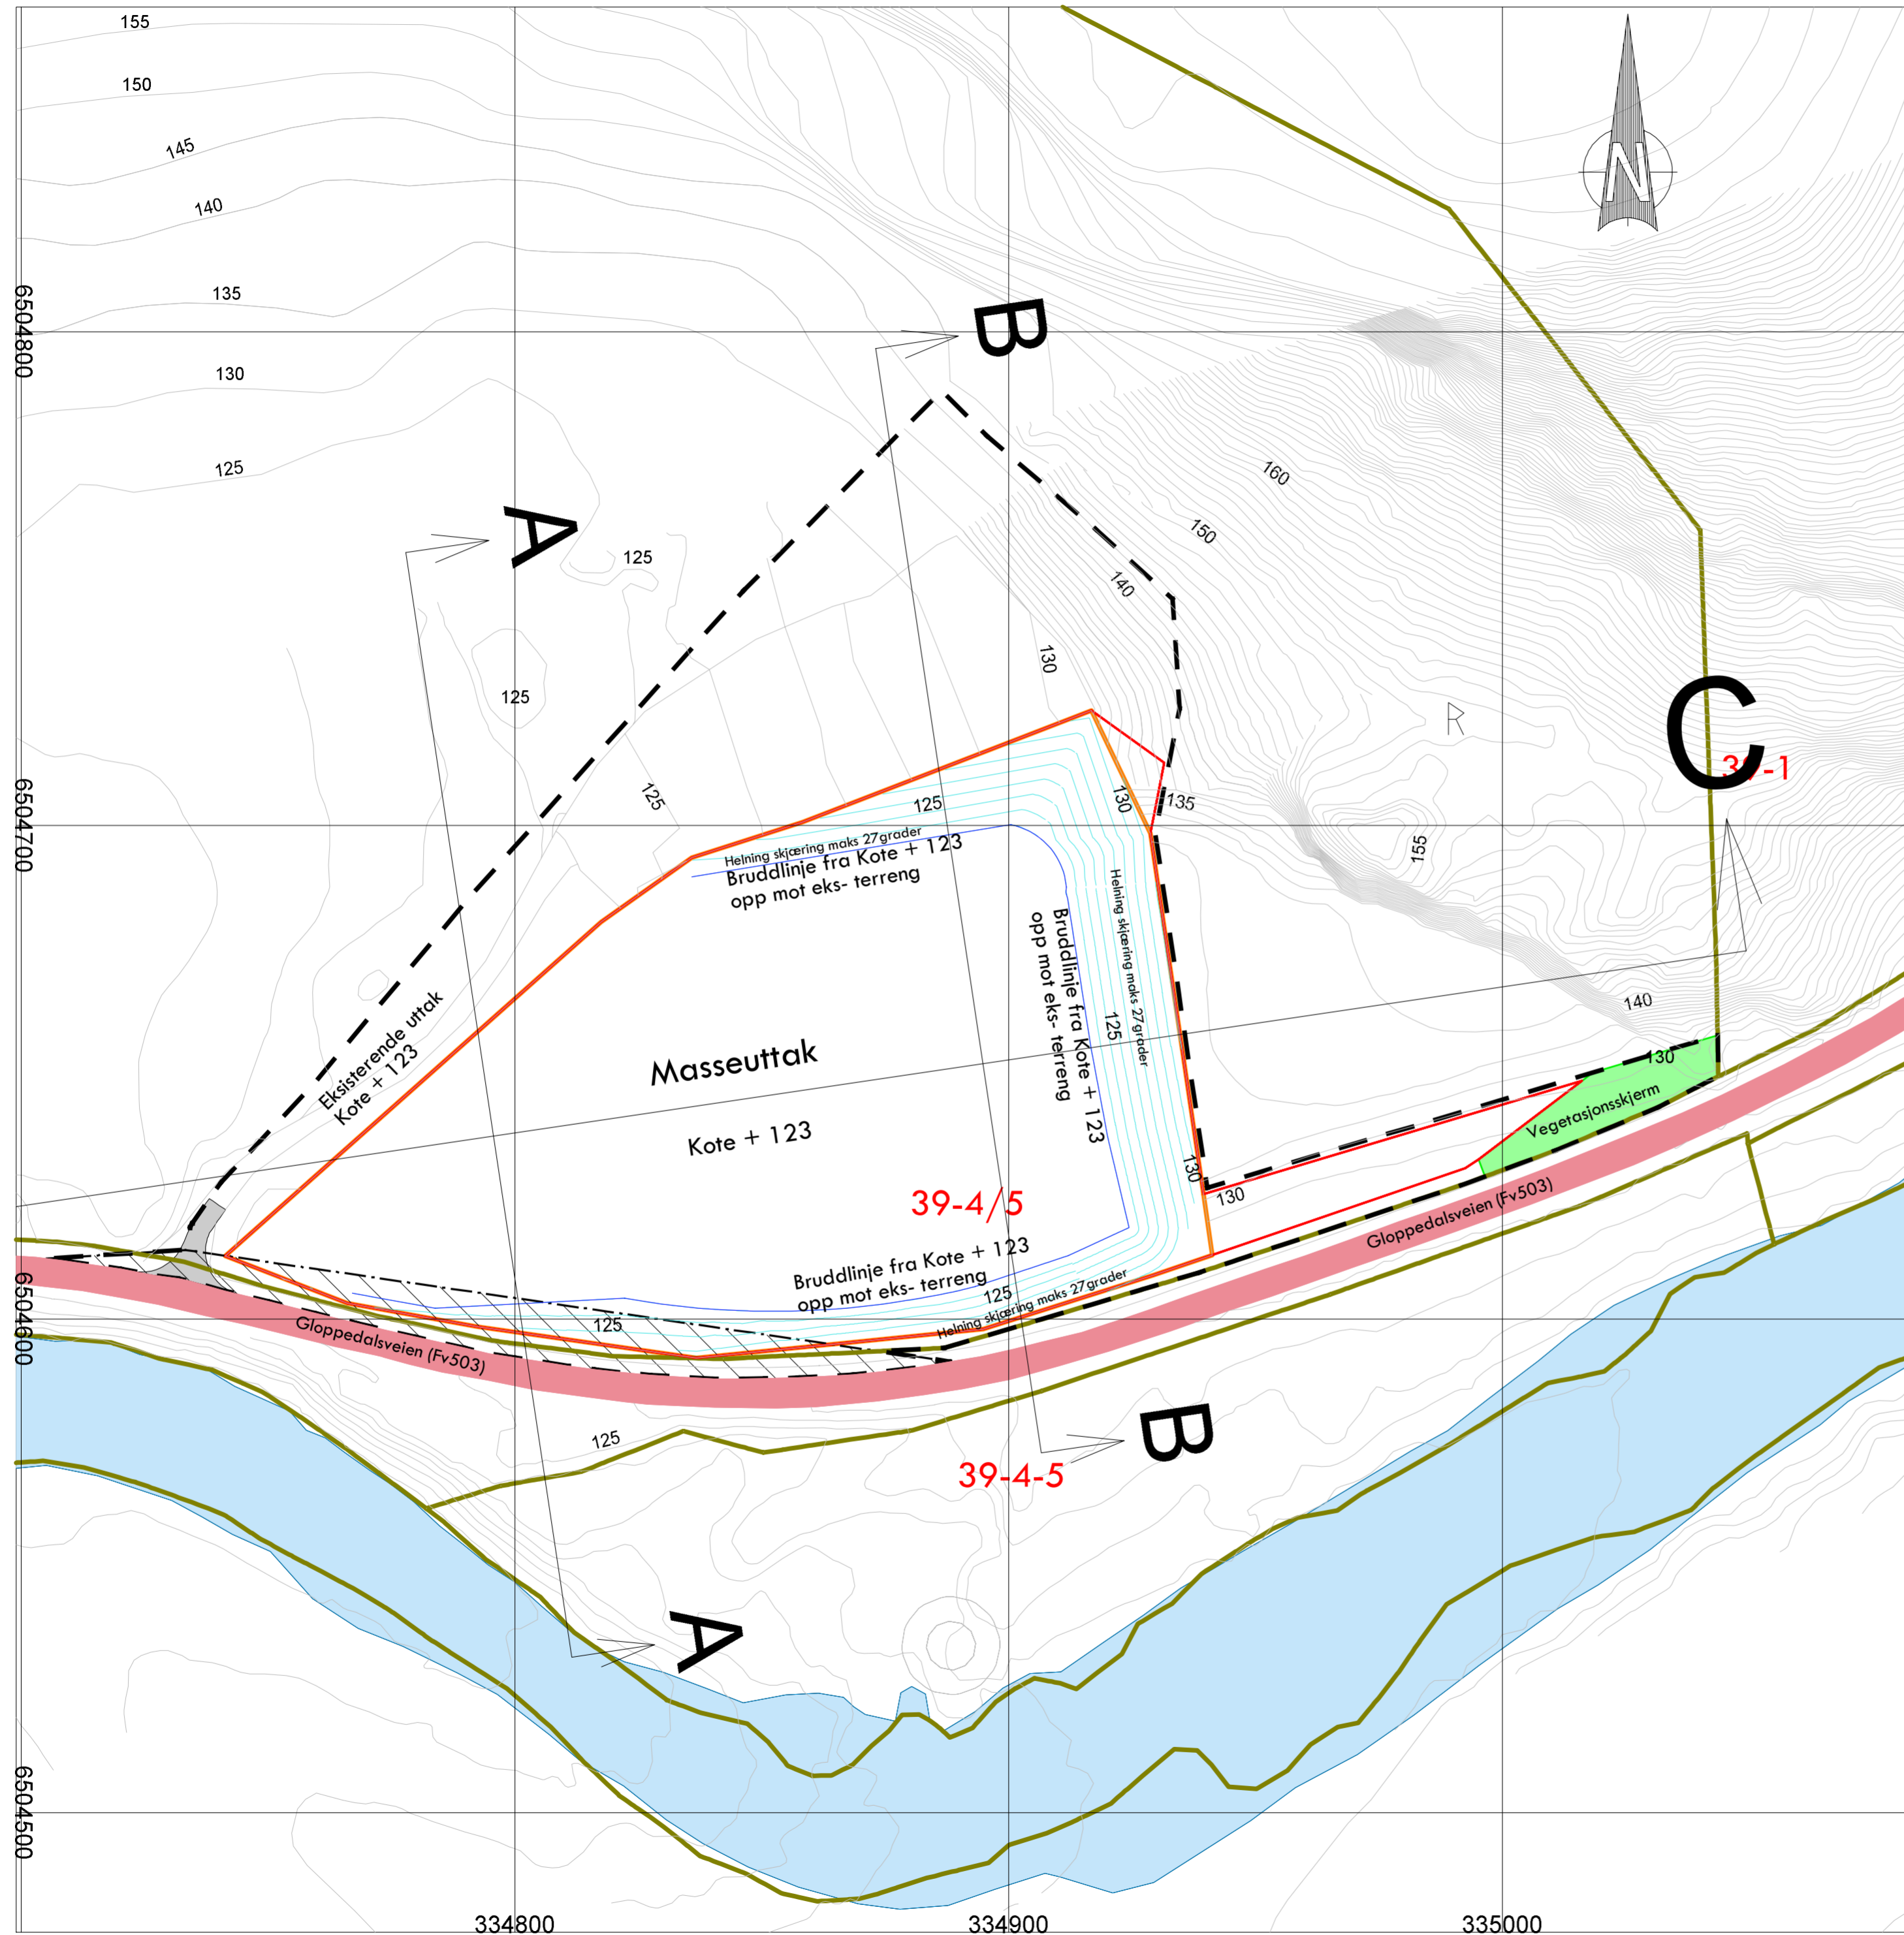 155
150
145
140
135
130
125
N
B
6504800
A
125
160
150
140
130
125
R
C
39-1
125
125
130
135
6504700
Helning skjæring maks 27grader
Bruddlinje fra Kote + 123
opp mot eks- terreng
155
Helning skjæring maks 27grader
Bruddlinje fra Kote + 123
opp mot eks- terreng
125
140
Eksisterende uttak
Kote + 123
Masseuttak
Kote + 123
130
Vegetasjonsskjerm
130
130
39-4/5
Gloppedalsveien (Fv503)
Bruddlinje fra Kote + 123
opp mot eks- terreng
125
Helning skjæring maks 27grader
6504600
125
Gloppedalsveien (Fv503)
125
B
39-4-5
A
6504500
334800
334900
335000